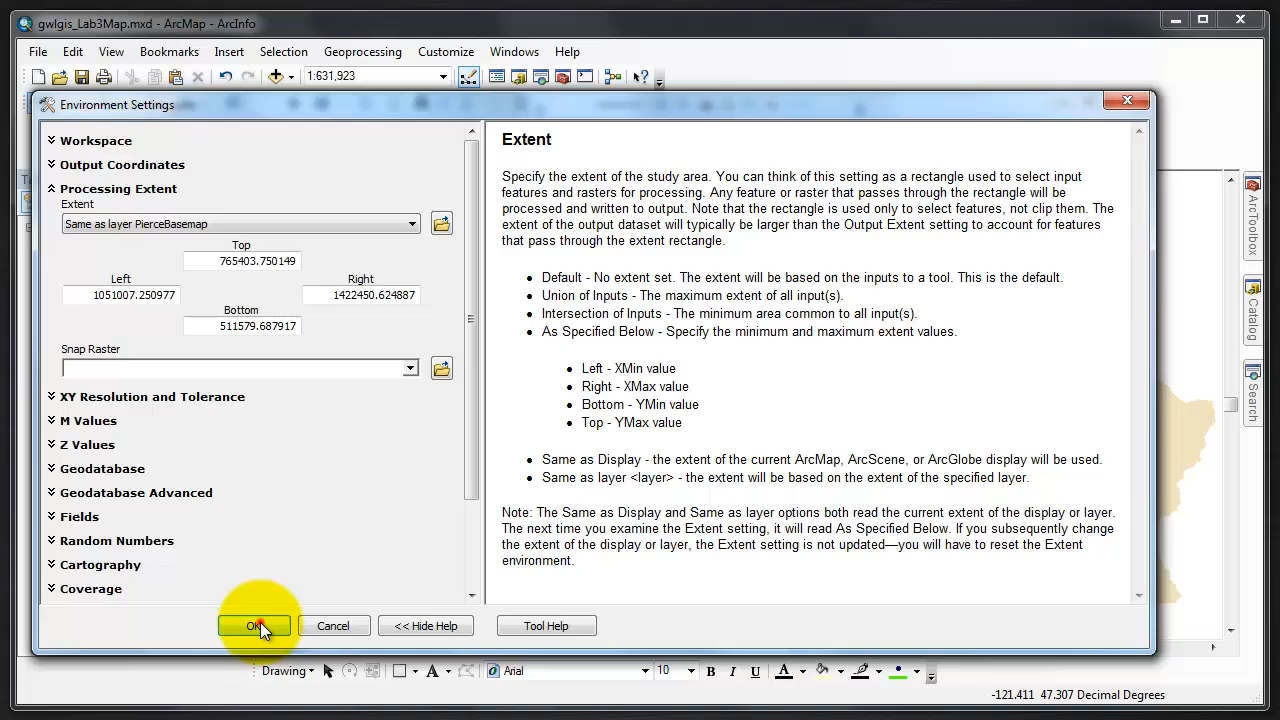 gwlgis_Lab3Map.mxd - ArcMap - ArcInfo
File Edit View Bookmarks Insert Selection Geoprocessing Customize Windows Help
1:631,923
Environment Settings
Workspace
Output Coordinates
Processing Extent
Extent
Same as layer PierceBasemap
Top
765403.750149
Left Right
1051007.250977 1422450.624887
Bottom
511579.687917
Snap Raster
XY Resolution and Tolerance
M Values
Z Values
Geodatabase
Geodatabase Advanced
Fields
Random Numbers
Cartography
Coverage
Extent
Specify the extent of the study area. You can think of this setting as a rectangle used to select input
features and rasters for processing. Any feature or raster that passes through the rectangle will be
processed and written to output. Note that the rectangle is used only to select features, not clip them. The
extent of the output dataset will typically be larger than the Output Extent setting to account for features
that pass through the extent rectangle.
Default - No extent set. The extent will be based on the inputs to a tool. This is the default.
Union of Inputs - The maximum extent of all input(s).
Intersection of Inputs - The minimum area common to all input(s).
As Specified Below - Specify the minimum and maximum extent values.
Left - XMin value
Right - XMax value
Bottom - YMin value
Top - YMax value
Same as Display - the extent of the current ArcMap, ArcScene, or ArcGlobe display will be used.
Same as layer <layer> - the extent will be based on the extent of the specified layer.
Note: The Same as Display and Same as layer options both read the current extent of the display or layer.
The next time you examine the Extent setting, it will read As Specified Below. If you subsequently change
the extent of the display or layer, the Extent setting is not updated—you will have to reset the Extent
environment.
OK Cancel << Hide Help Tool Help
ArcToolbox
Catalog
Search
Drawing Arial 10 B I U A
-121.411 47.307 Decimal Degrees